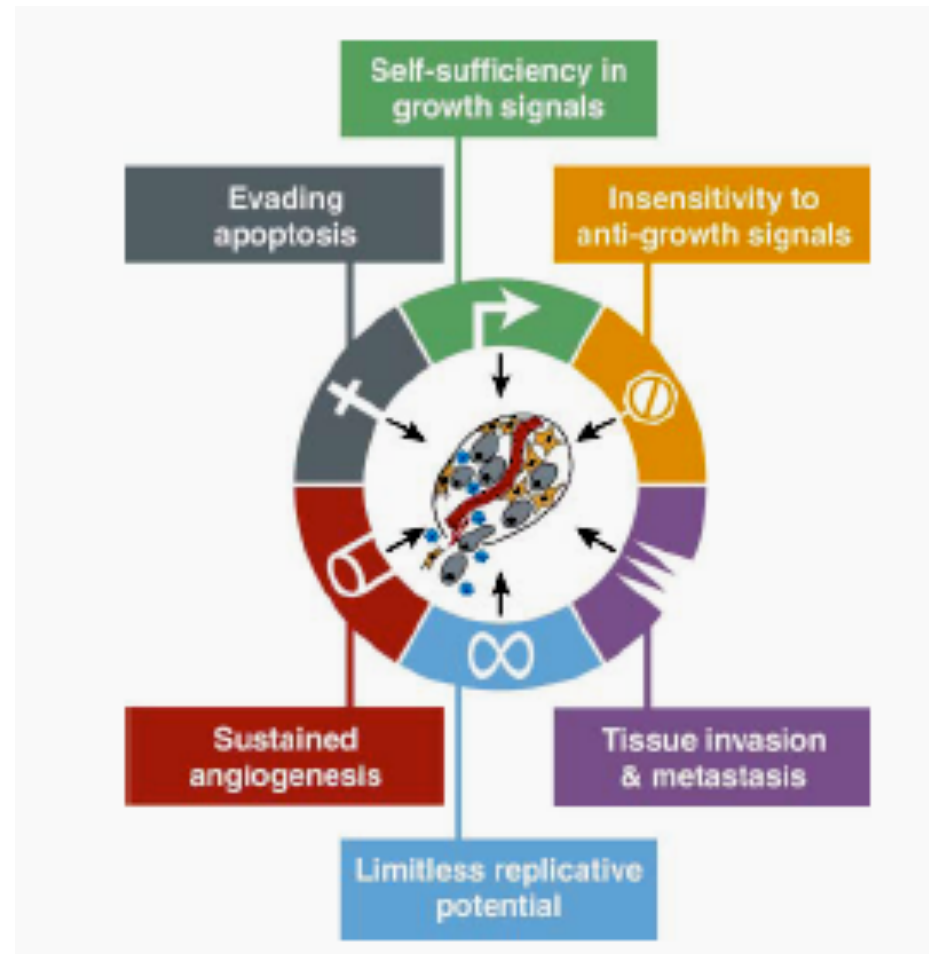 Self-sufficiency in
growth signals
Evading
apoptosis
Insensitivity to
anti-growth signals
Sustained
angiogenesis
Tissue invasion
& metastasis
Limitless replicative
potential